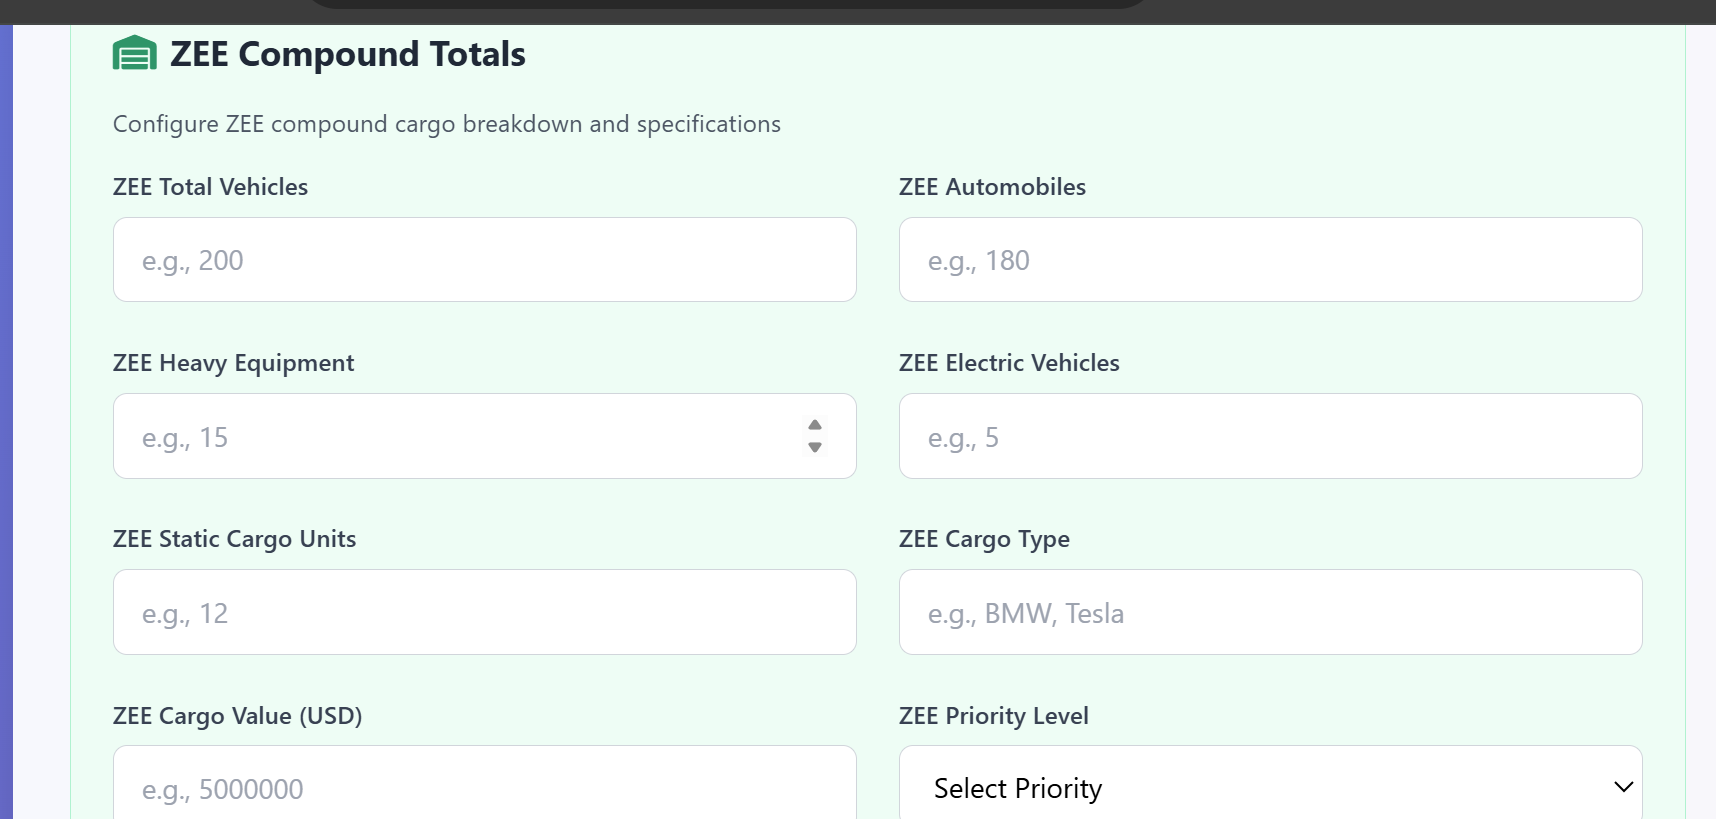 ZEE Compound Totals
Configure ZEE compound cargo breakdown and specifications
ZEE Total Vehicles
e.g., 200
ZEE Automobiles
e.g., 180
ZEE Heavy Equipment
e.g., 15
ZEE Electric Vehicles
e.g., 5
ZEE Static Cargo Units
e.g., 12
ZEE Cargo Type
e.g., BMW, Tesla
ZEE Cargo Value (USD)
e.g., 5000000
ZEE Priority Level
Select Priority